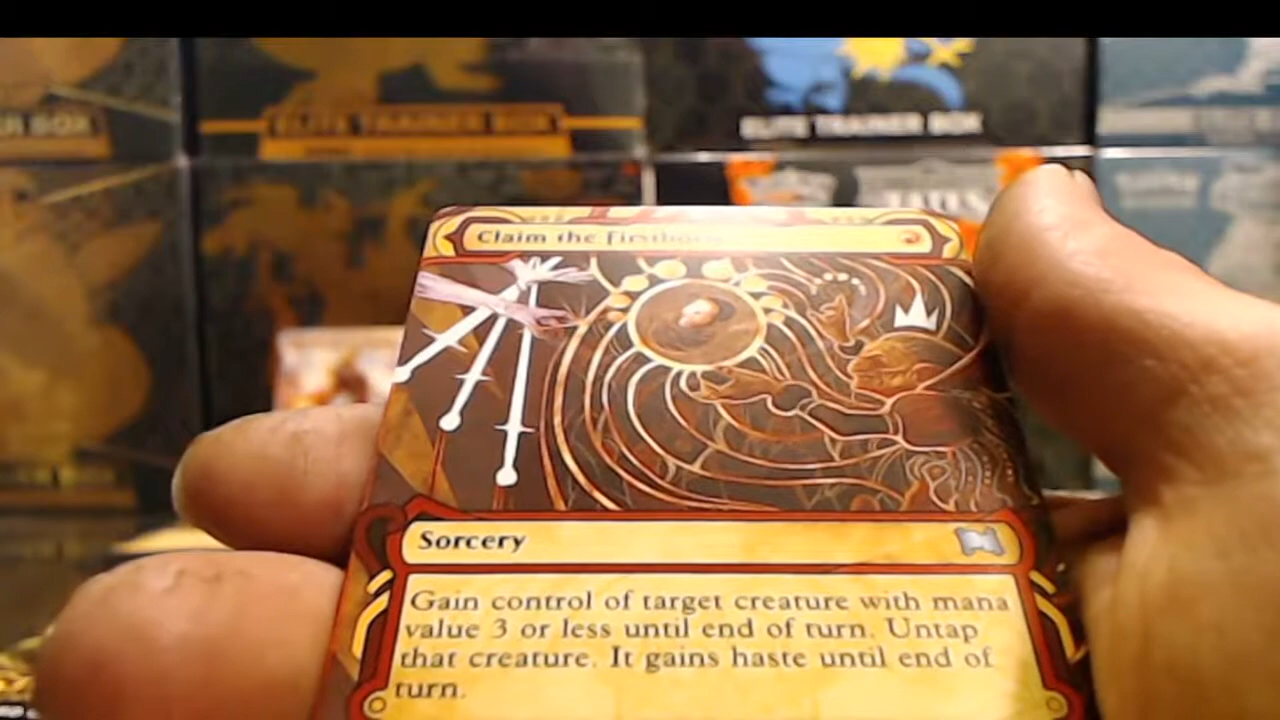 ELITE TRAINER BOX
ELITE TRAINER BOX
Claim the Firstborn
Sorcery
Gain control of target creature with mana
value 3 or less until end of turn. Untap
that creature. It gains haste until end of
turn.